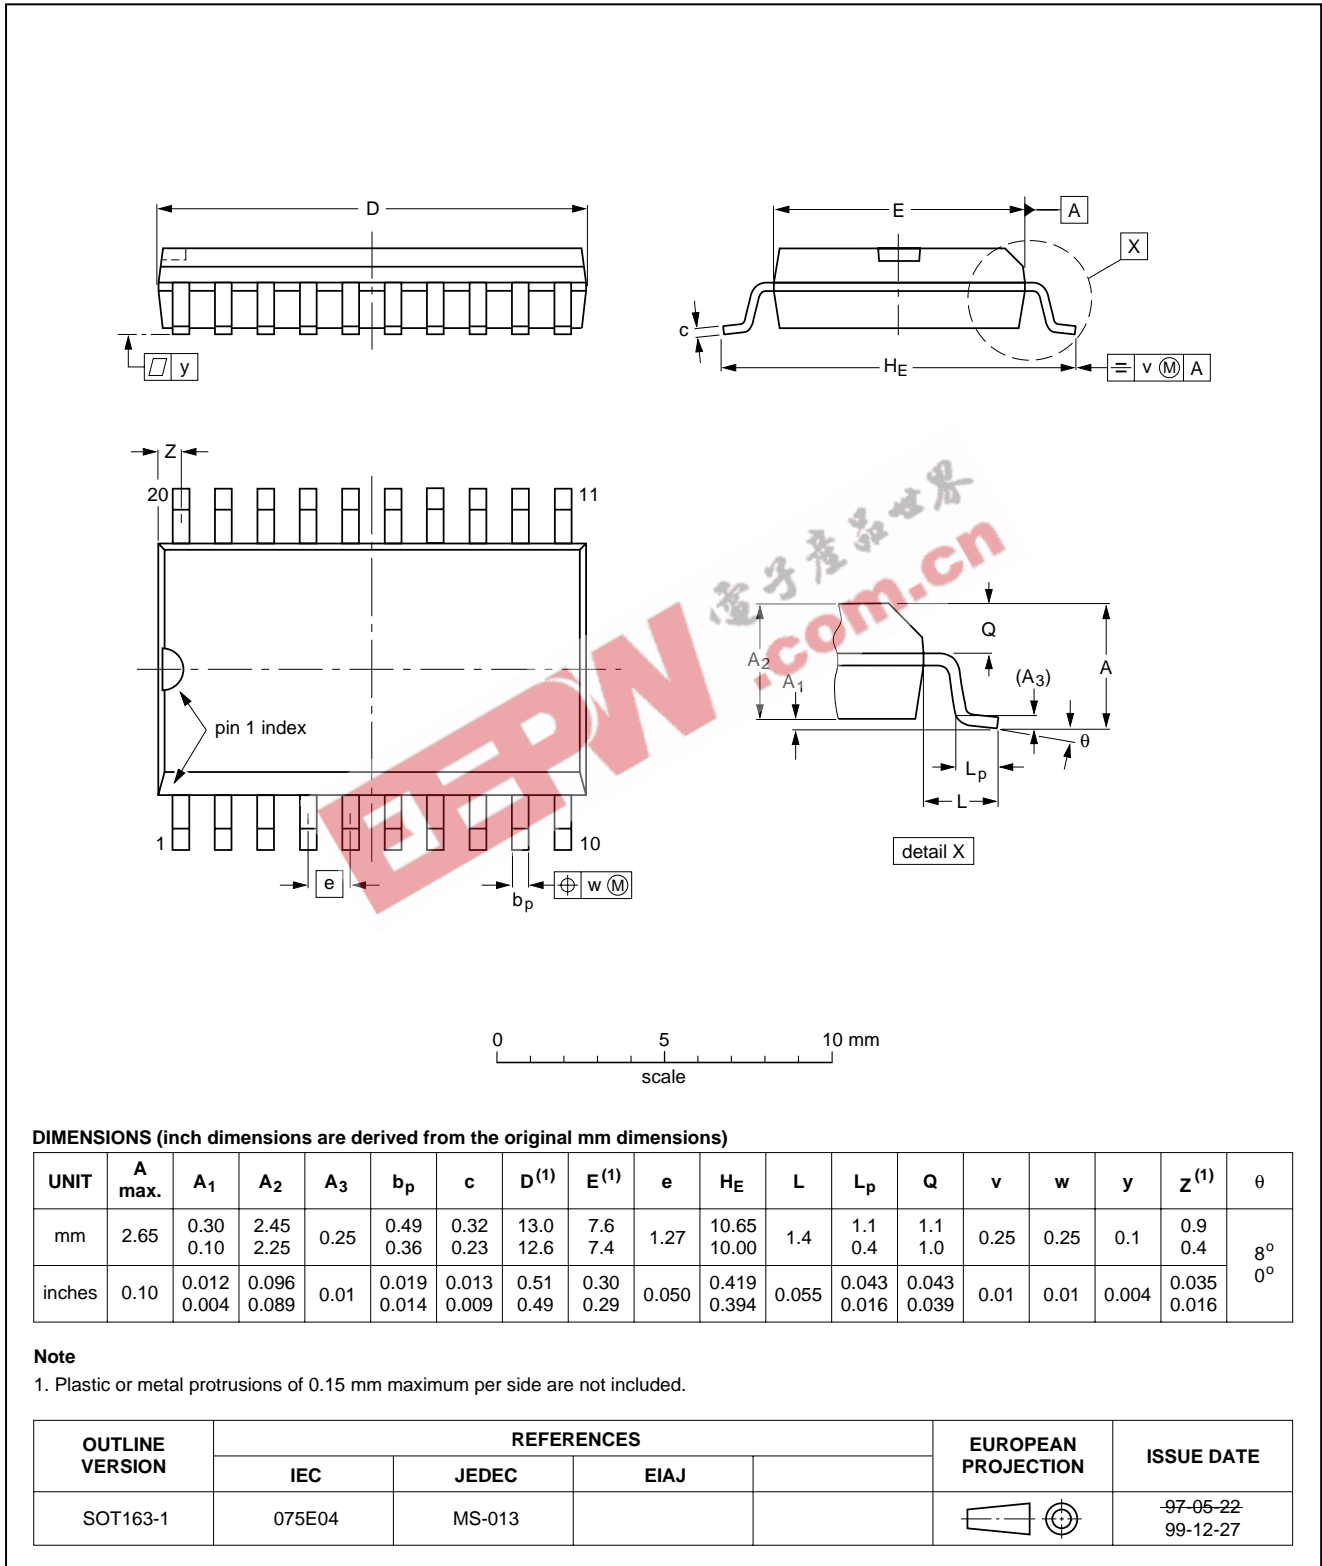 D
E
A
X
c
y
HE
v M A
Z
20
11
電子產品世界
EEPW.com.cn
pin 1 index
1
10
e
bp
w M
A2
A1
Q
(A3)
A
θ
Lp
L
detail X
0 5 10 mm
scale
DIMENSIONS (inch dimensions are derived from the original mm dimensions)
UNIT A max. A1 A2 A3 bp c D(1) E(1) e HE L Lp Q v w y Z(1) θ
mm 2.65 0.30 0.10 2.45 2.25 0.25 0.49 0.36 0.32 0.23 13.0 12.6 7.6 7.4 1.27 10.65 10.00 1.4 1.1 0.4 1.1 1.0 0.25 0.25 0.1 0.9 0.4 8o 0o
inches 0.10 0.012 0.004 0.096 0.089 0.01 0.019 0.014 0.013 0.009 0.51 0.49 0.30 0.29 0.050 0.419 0.394 0.055 0.043 0.016 0.043 0.039 0.01 0.01 0.004 0.035 0.016
Note
1. Plastic or metal protrusions of 0.15 mm maximum per side are not included.
OUTLINE VERSION REFERENCES EUROPEAN PROJECTION ISSUE DATE
IEC JEDEC EIAJ
SOT163-1 075E04 MS-013 97-05-22
99-12-27